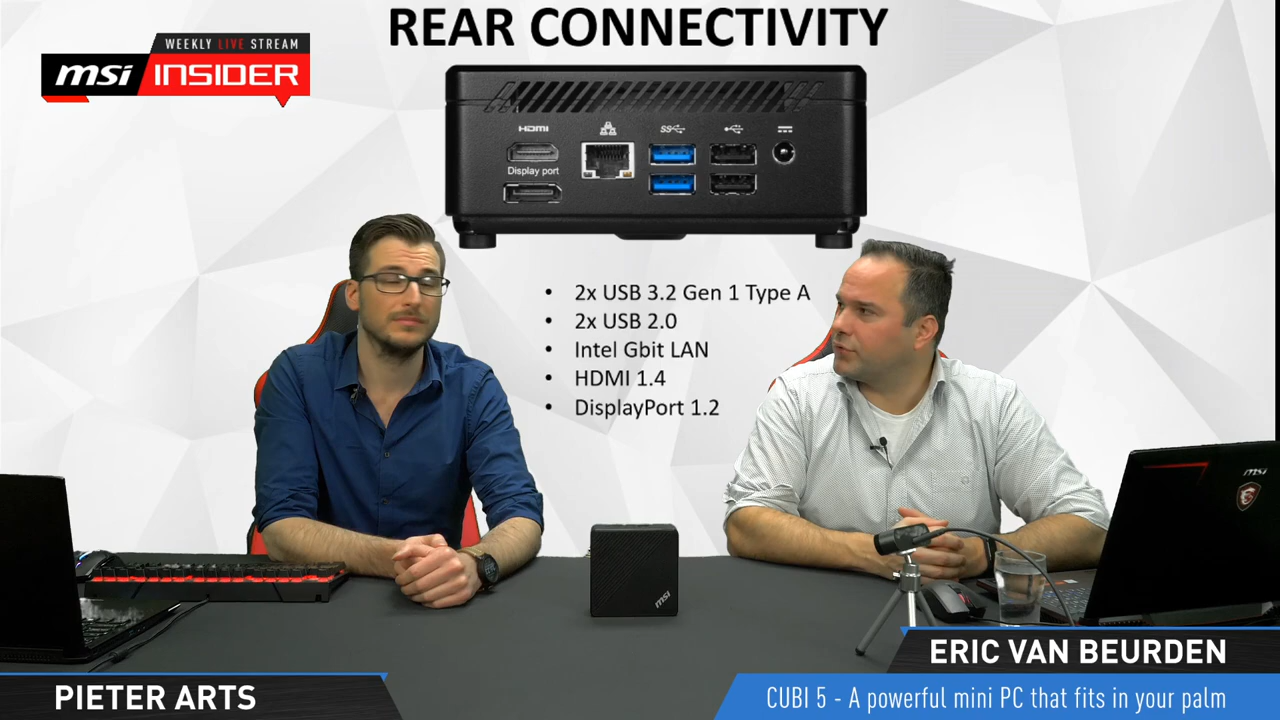 REAR CONNECTIVITY
WEEKLY LIVE STREAM
msi INSIDER
HDMI
SS
Display port
• 2x USB 3.2 Gen 1 Type A
• 2x USB 2.0
• Intel Gbit LAN
• HDMI 1.4
• DisplayPort 1.2
msi
msi
ERIC VAN BEURDEN
PIETER ARTS
CUBI 5 - A powerful mini PC that fits in your palm